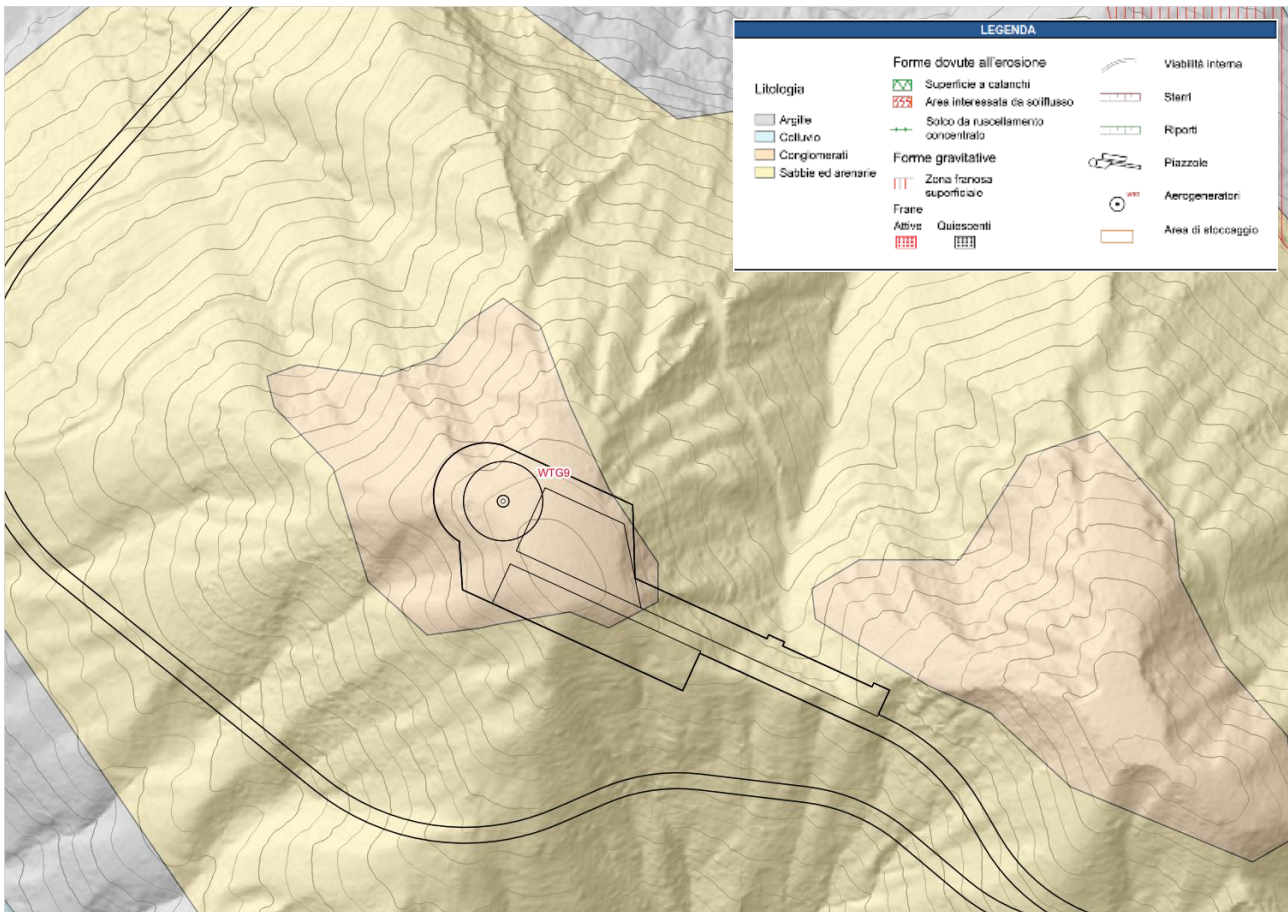 LEGENDA
Litologia
Argille
Colluvio
Conglomerati
Sabbie ed arenarie
Forme dovute all'erosione
Superficie a calanchi
Area interessata da soliflusso
Solco da ruscellamento
concentrato
Forme gravitative
Zona franosa
superficiale
Frane
Attive Quiescenti
Viabilità interna
Sterri
Riporti
Piazzole
Aerogeneratori
Area di stoccaggio
WTG9